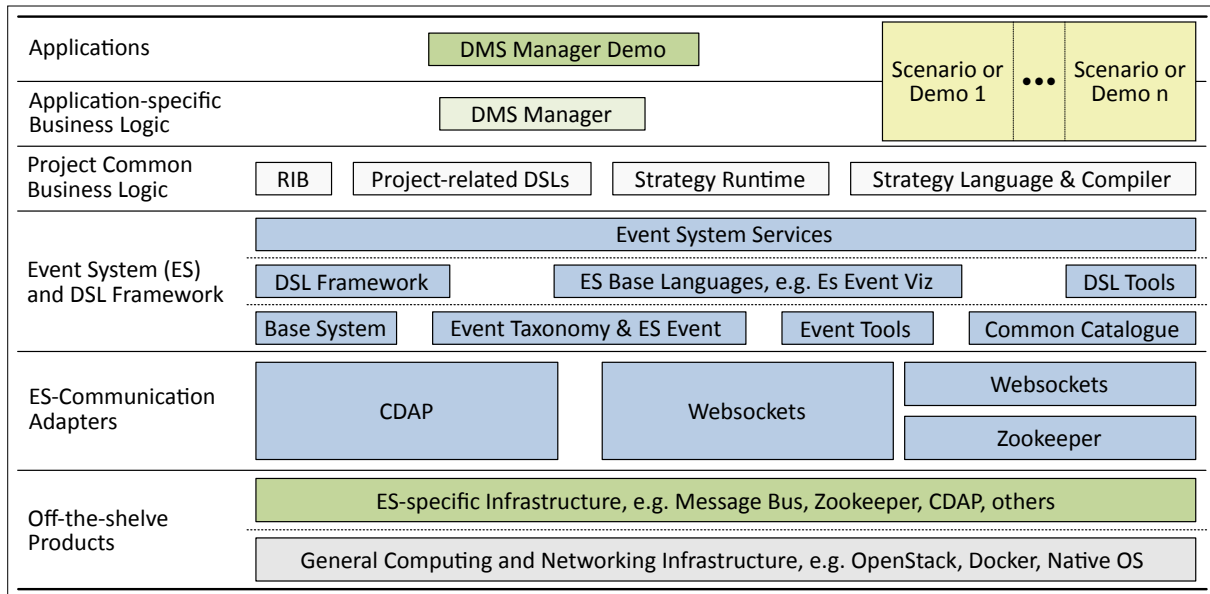 Applications
DMS Manager Demo
Scenario or
Demo 1
•••
Scenario or
Demo n
Application-specific
Business Logic
DMS Manager
Project Common
Business Logic
RIB
Project-related DSLs
Strategy Runtime
Strategy Language & Compiler
Event System (ES)
and DSL Framework
Event System Services
DSL Framework
ES Base Languages, e.g. Es Event Viz
DSL Tools
Base System
Event Taxonomy & ES Event
Event Tools
Common Catalogue
ES-Communication
Adapters
CDAP
Websockets
Websockets
Zookeeper
Off-the-shelve
Products
ES-specific Infrastructure, e.g. Message Bus, Zookeeper, CDAP, others
General Computing and Networking Infrastructure, e.g. OpenStack, Docker, Native OS